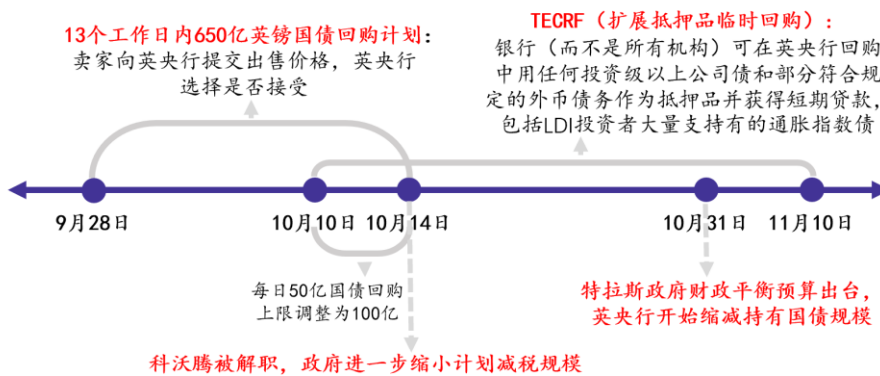 13个工作日内650亿英镑国债回购计划：
卖家向英央行提交出售价格，英央行
选择是否接受
TECRF（扩展抵押品临时回购）：
银行（而不是所有机构）可在英央行回购
中用任何投资级以上公司债和部分符合规
定的外币债务作为抵押品并获得短期贷款，
包括LDI投资者大量支持有的通胀指数债
9月28日
10月10日
10月14日
10月31日
11月10日
每日50亿国债回购
上限调整为100亿
特拉斯政府财政平衡预算出台，
英央行开始缩减持有国债规模
科沃腾被解职，政府进一步缩小计划减税规模